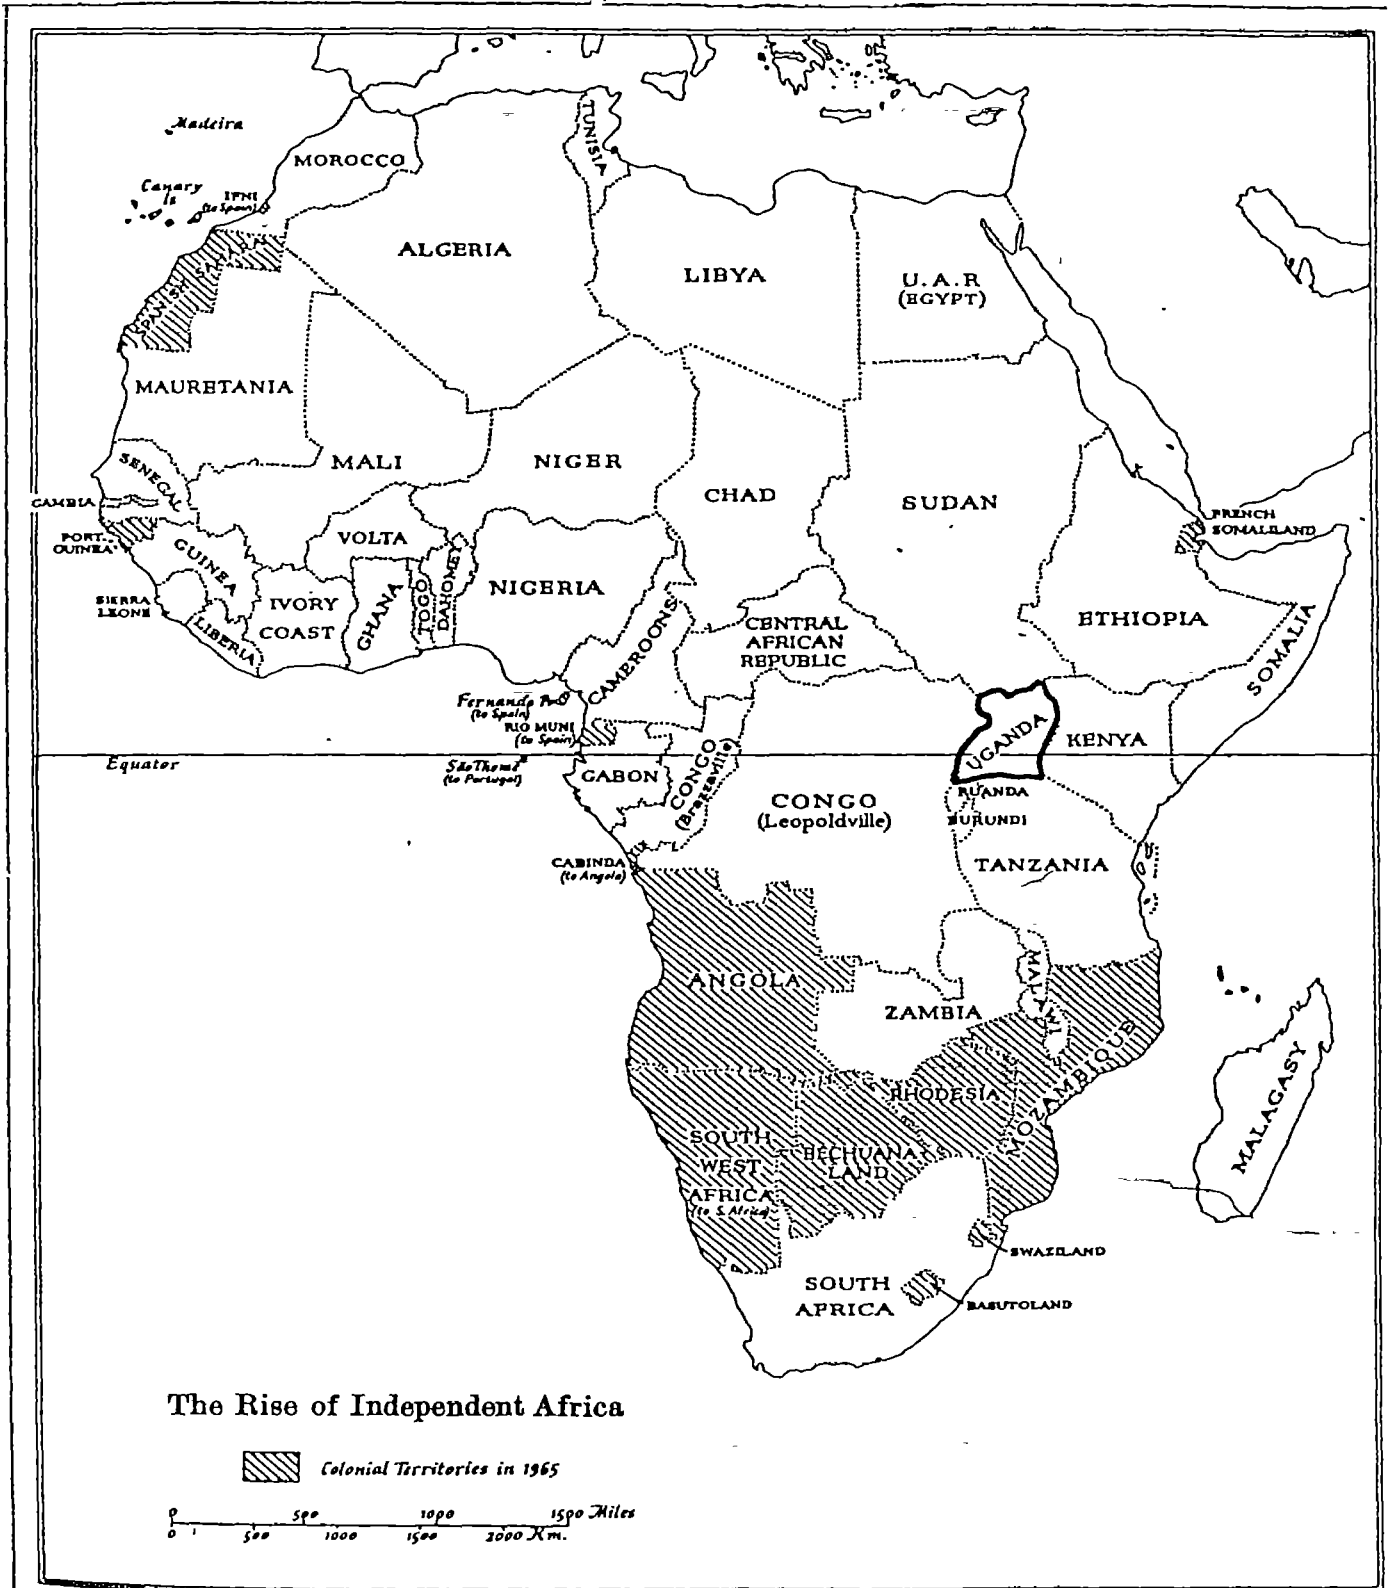 Madeira
Canary
Is
IFNI
(to Spain)
MOROCCO
TUNISIA
ALGERIA
LIBYA
U.A.R
(EGYPT)
SPANISH SAHARA
MAURETANIA
MALI
NIGER
CHAD
SUDAN
SENEGAL
GAMBIA
PORT.
GUINEA
GUINEA
SIERRA
LEONE
LIBERIA
IVORY
COAST
VOLTA
GHANA
TOGO
DAHOMEY
NIGERIA
CAMEROONS
CENTRAL
AFRICAN
REPUBLIC
FRENCH
SOMALILAND
ETHIOPIA
SOMALIA
Fernando Po
(to Spain)
RIO MUNI
(to Spain)
Equator
São Thomé
(to Portugal)
GABON
CONGO
(Brazzaville)
CONGO
(Leopoldville)
UGANDA
KENYA
RUANDA
BURUNDI
TANZANIA
CABINDA
(to Angola)
ANGOLA
ZAMBIA
MALAWI
MOZAMBIQUE
RHODESIA
SOUTH
WEST
AFRICA
(to S. Africa)
BECHUANA
LAND
MALAGASY
SWAZILAND
SOUTH
AFRICA
BASUTOLAND
The Rise of Independent Africa
Colonial Territories in 1965
0 500 1000 1500 Miles
0 500 1000 1500 2000 Km.